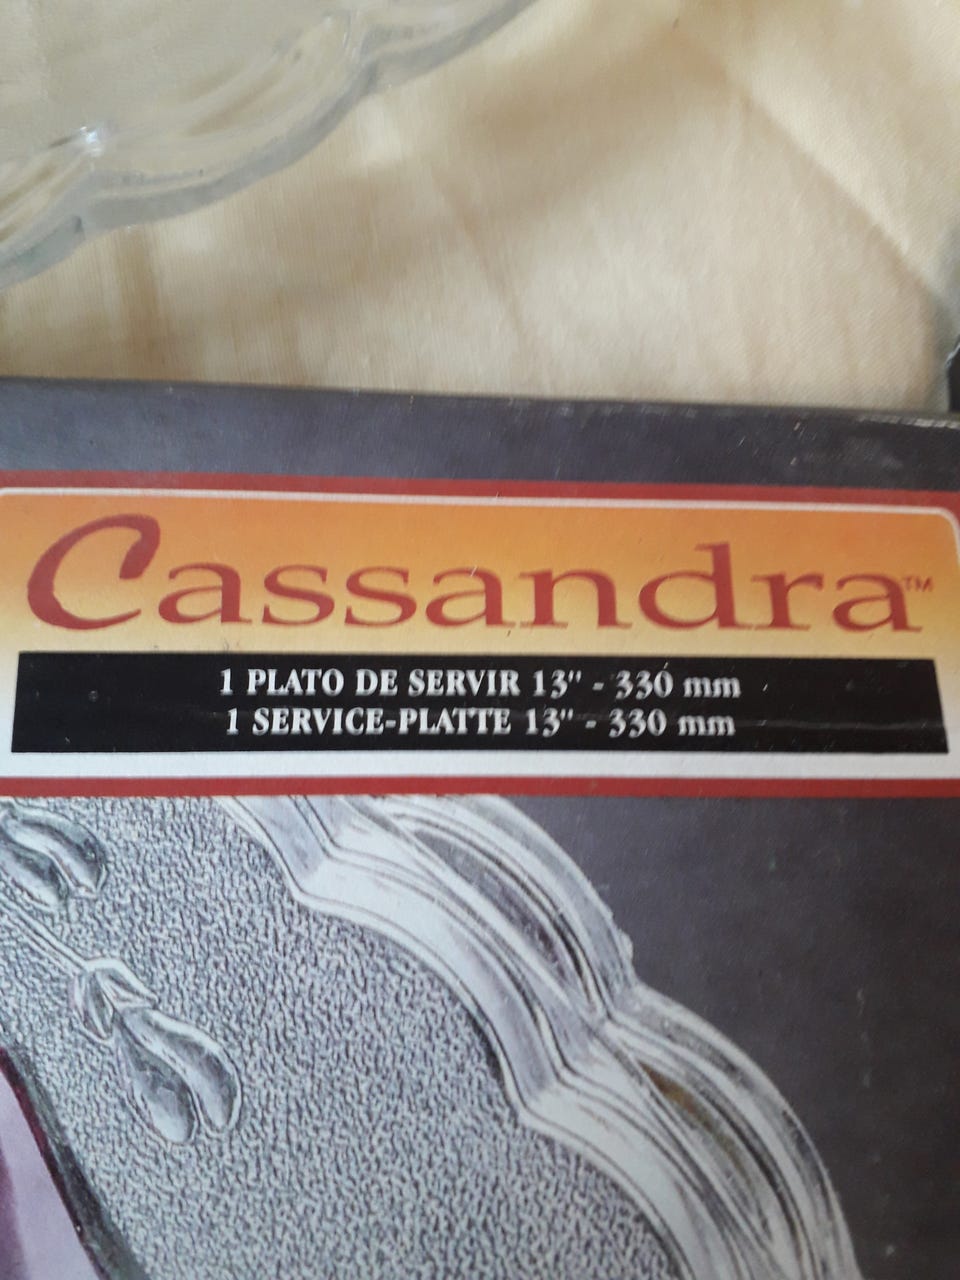 Cassandra™
1 PLATO DE SERVIR 13" - 330 mm
1 SERVICE-PLATTE 13" - 330 mm